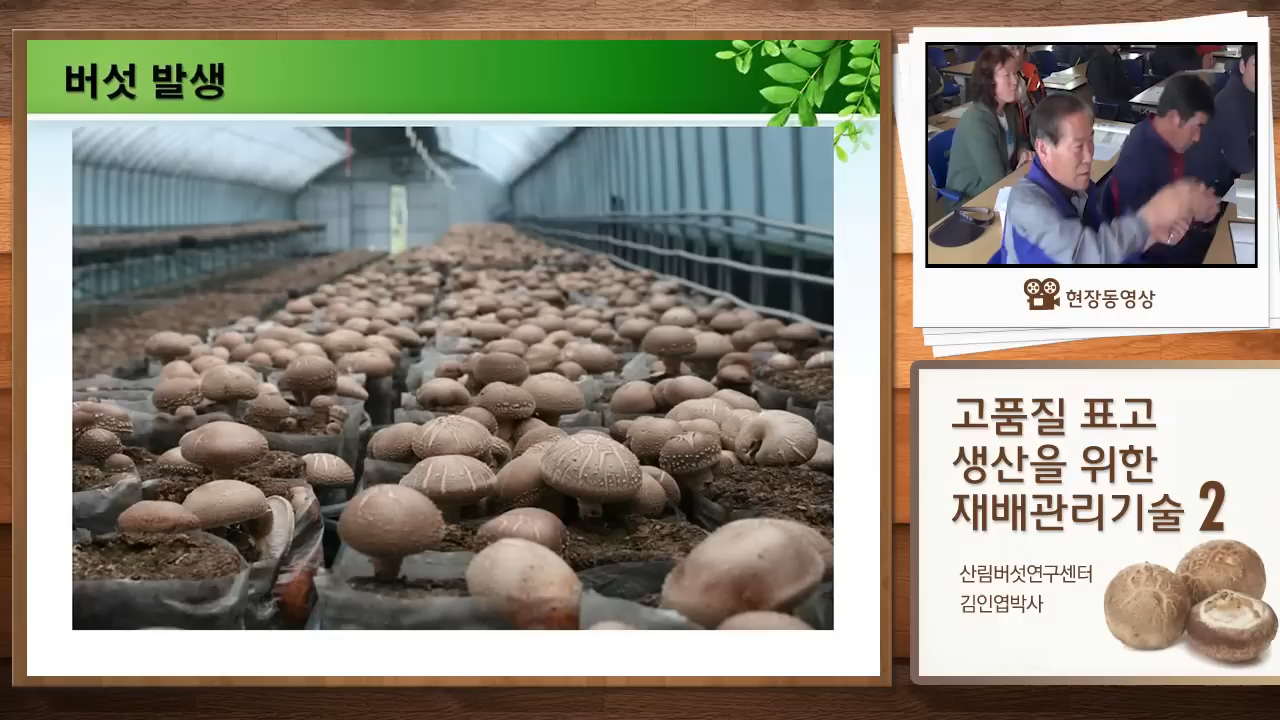 버섯 발생
현장동영상
고품질 표고
생산을 위한
재배관리기술 2
산림버섯연구센터
김인엽박사